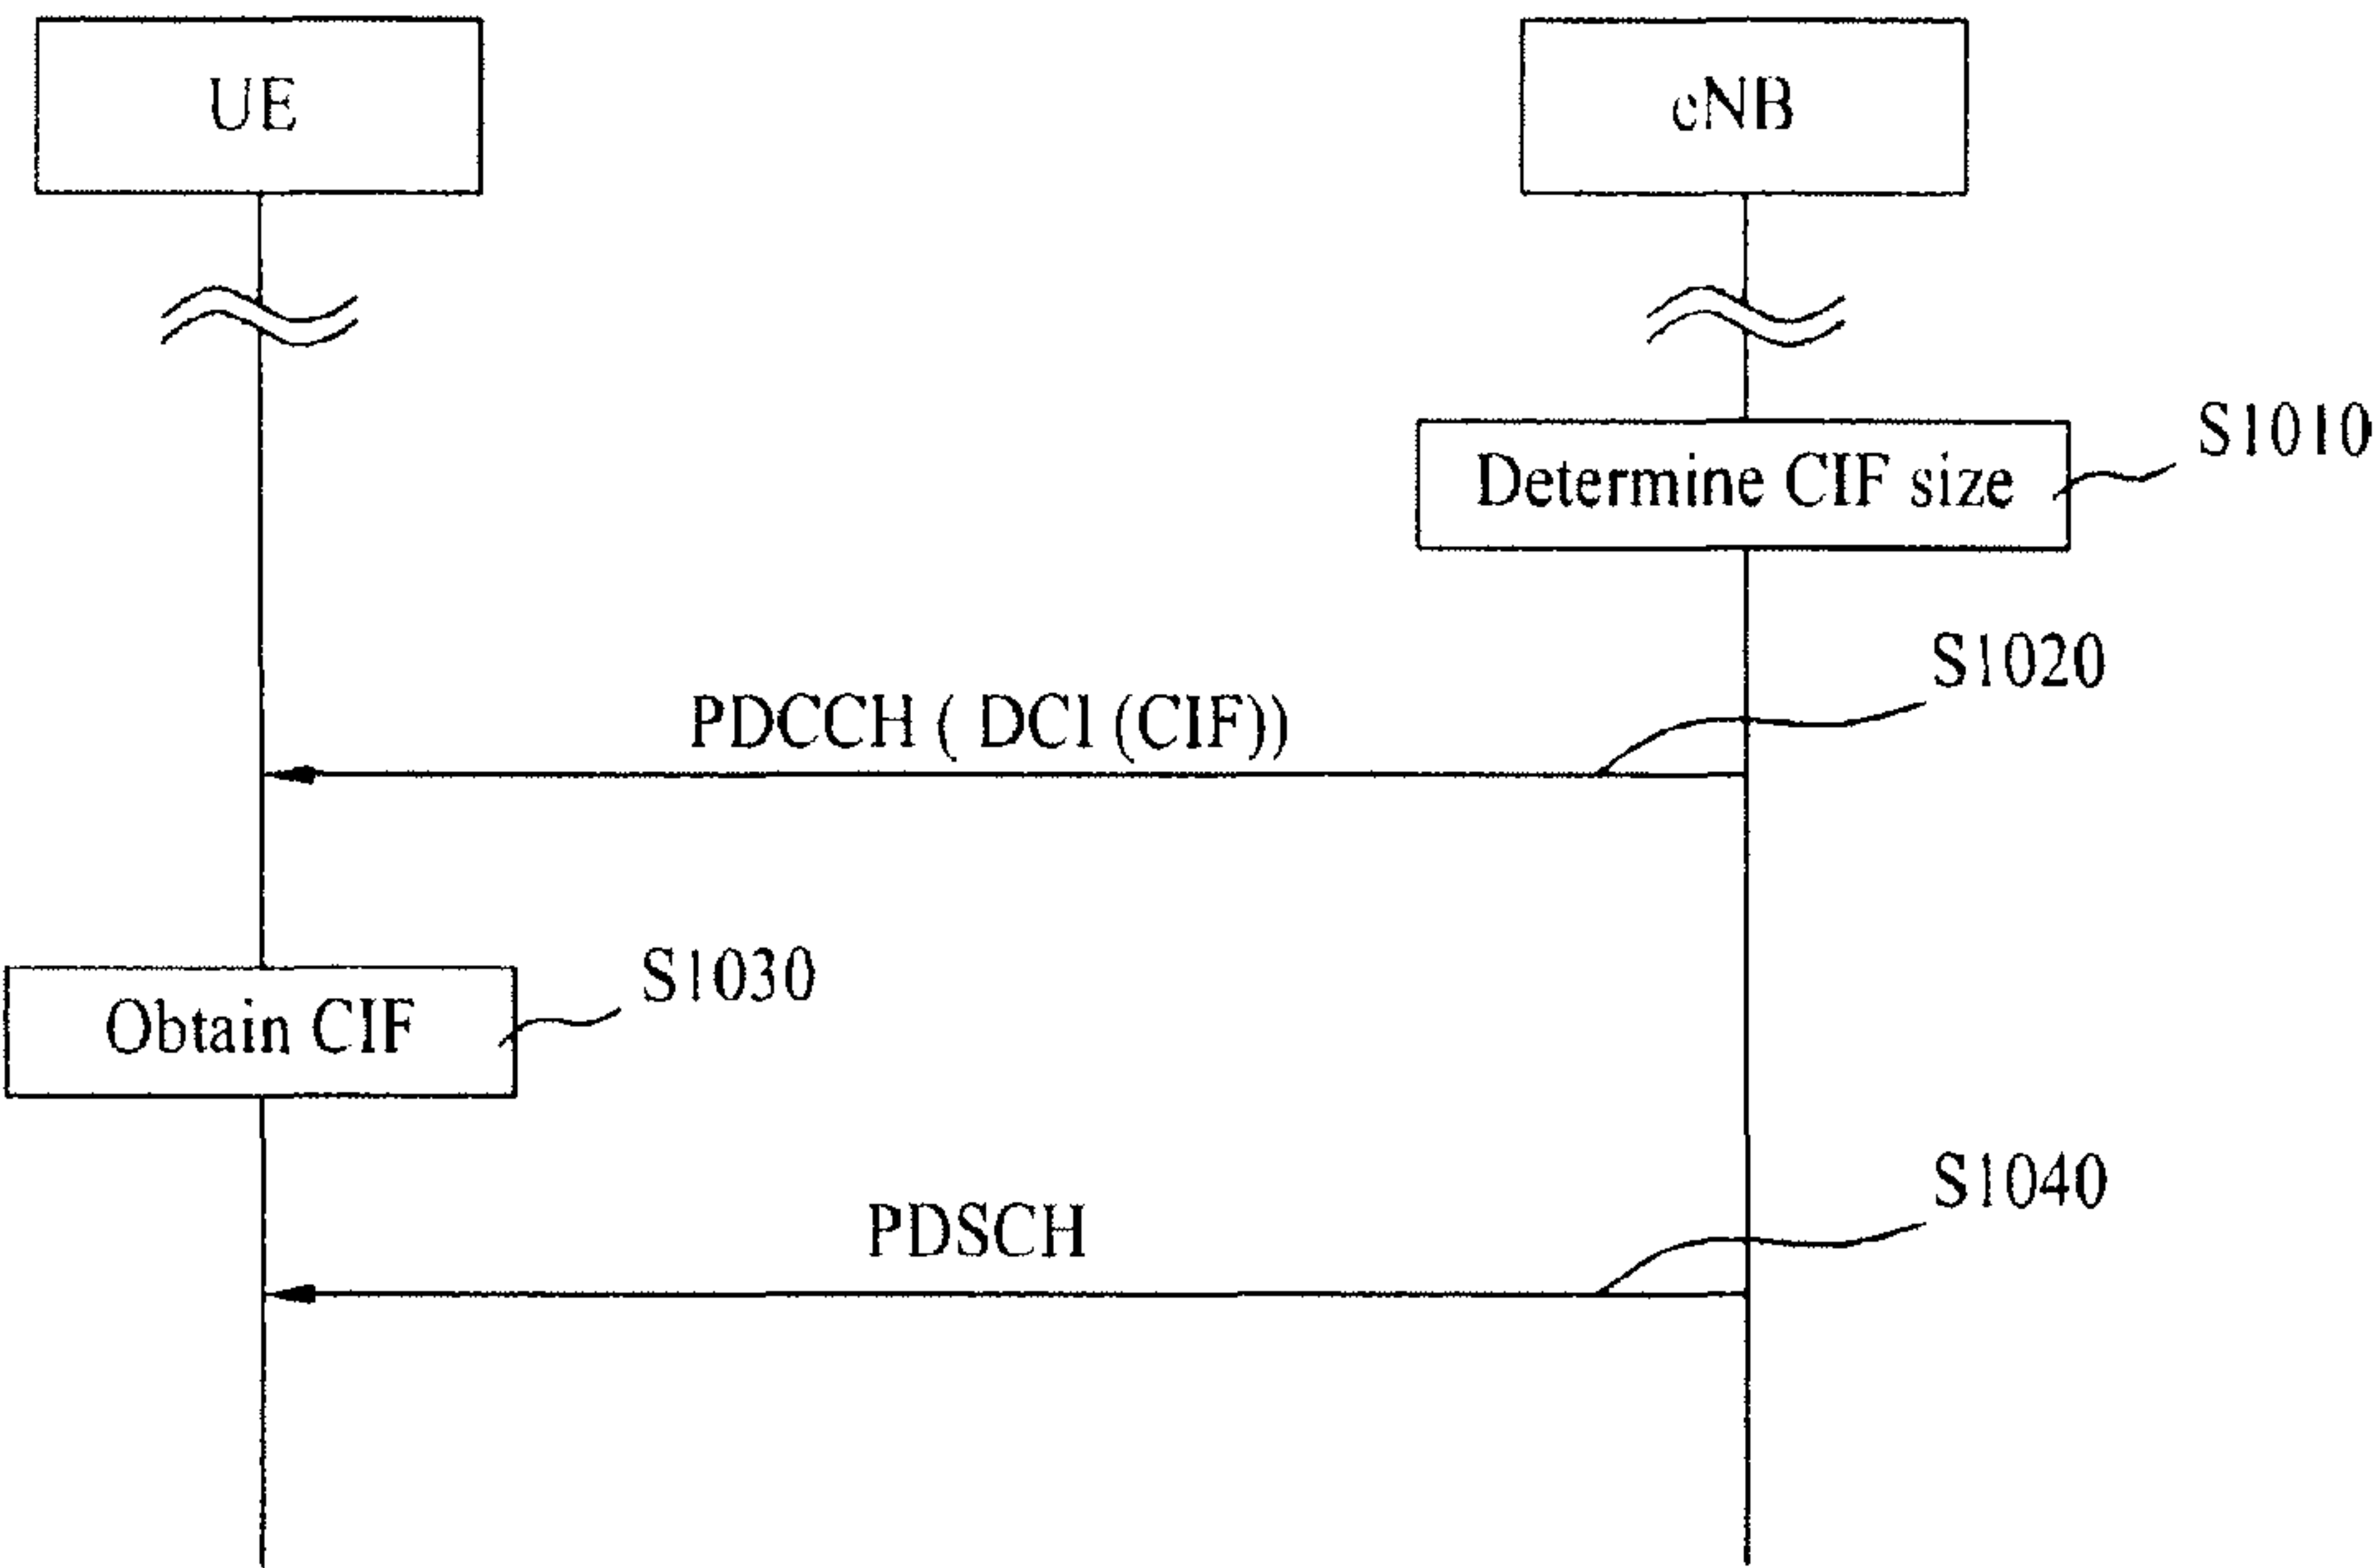 UE
eNB
Determine CIF size
S1010
S1020
PDCCH ( DCI (CIF))
S1030
Obtain CIF
S1040
PDSCH